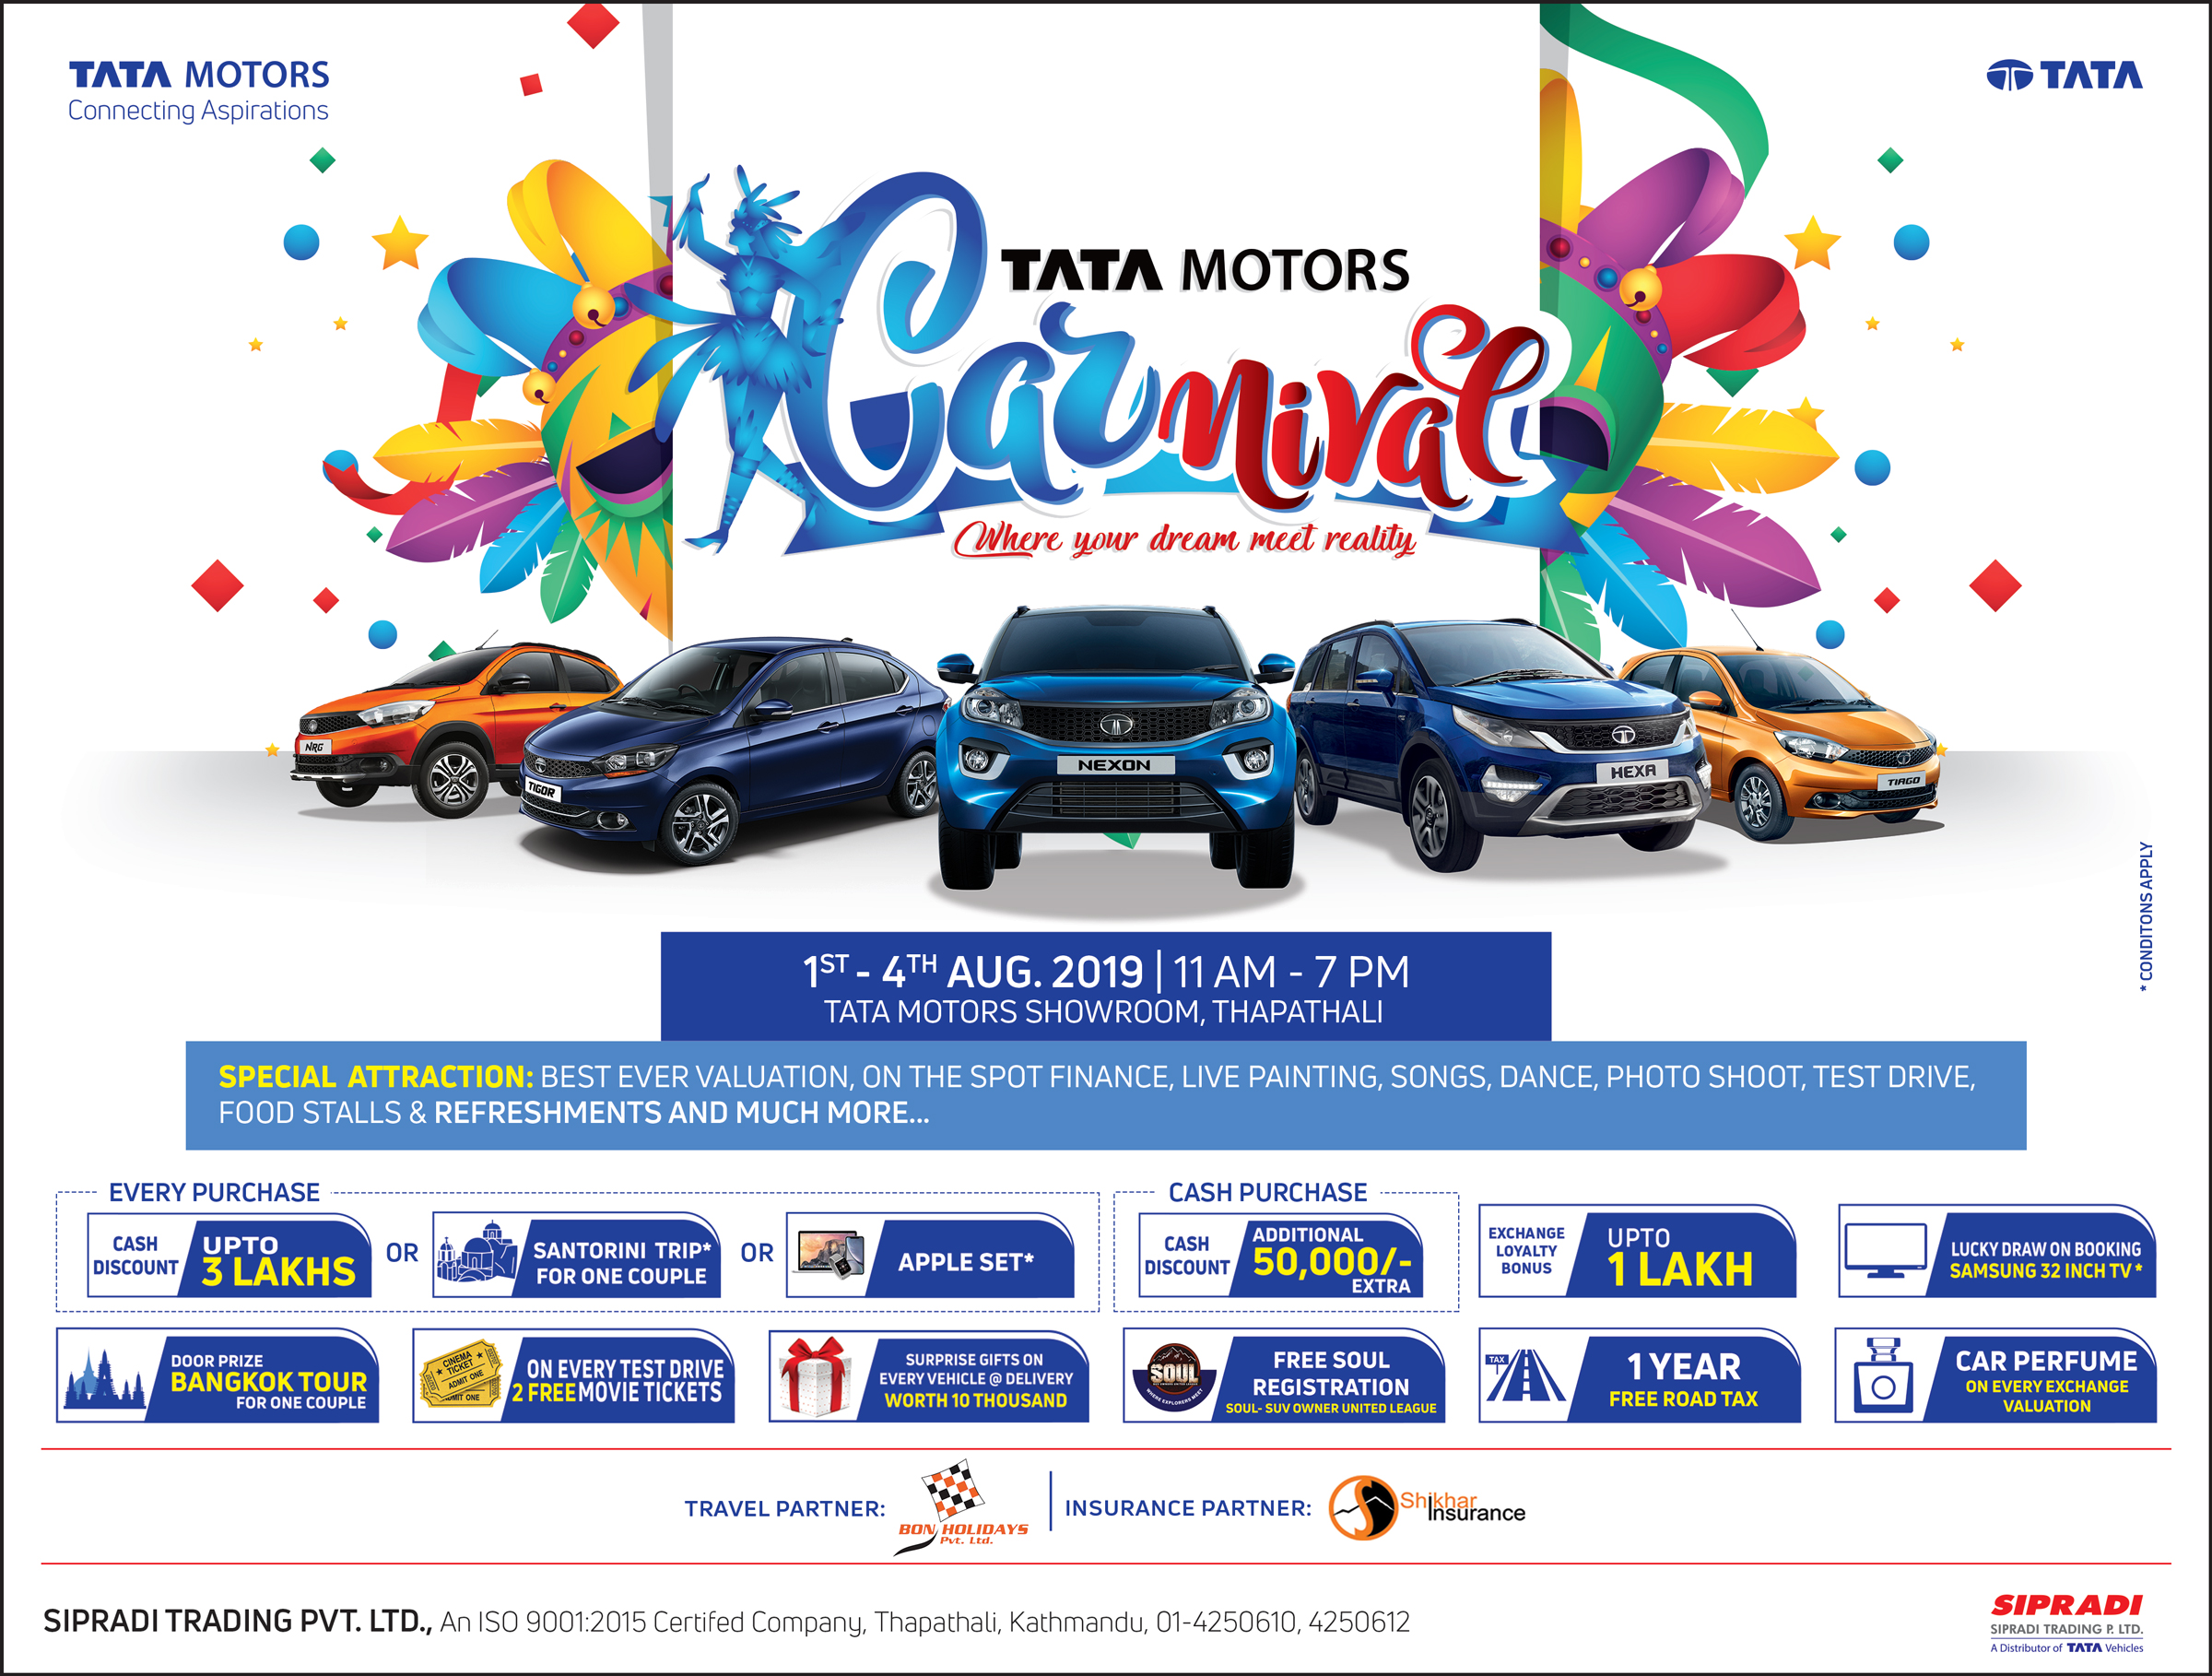 TATA MOTORS
Connecting Aspirations
TATA
TATA MOTORS
Carnival
Where your dream meet reality
NRG
TIGOR
NEXON
HEXA
TIAGO
* CONDITONS APPLY
1ST - 4TH AUG. 2019 | 11 AM - 7 PM
TATA MOTORS SHOWROOM, THAPATHALI
SPECIAL ATTRACTION: BEST EVER VALUATION, ON THE SPOT FINANCE, LIVE PAINTING, SONGS, DANCE, PHOTO SHOOT, TEST DRIVE,
FOOD STALLS & REFRESHMENTS AND MUCH MORE...
EVERY PURCHASE
CASH
DISCOUNT
UPTO
3 LAKHS
OR
SANTORINI TRIP*
FOR ONE COUPLE
OR
APPLE SET*
CASH PURCHASE
CASH
DISCOUNT
ADDITIONAL
50,000/-
EXTRA
EXCHANGE
LOYALTY
BONUS
UPTO
1 LAKH
LUCKY DRAW ON BOOKING
SAMSUNG 32 INCH TV *
DOOR PRIZE
BANGKOK TOUR
FOR ONE COUPLE
CINEMA
TICKET
ADMIT ONE
ADMIT ONE
ON EVERY TEST DRIVE
2 FREE MOVIE TICKETS
SURPRISE GIFTS ON
EVERY VEHICLE @ DELIVERY
WORTH 10 THOUSAND
SOUL
WHERE EXPLORERS MEET
FREE SOUL
REGISTRATION
SOUL- SUV OWNER UNITED LEAGUE
TAX
1 YEAR
FREE ROAD TAX
CAR PERFUME
ON EVERY EXCHANGE
VALUATION
TRAVEL PARTNER:
BON HOLIDAYS
Pvt. Ltd.
INSURANCE PARTNER:
Shikhar
Insurance
SIPRADI TRADING PVT. LTD., An ISO 9001:2015 Certifed Company, Thapathali, Kathmandu, 01-4250610, 4250612
SIPRADI
SIPRADI TRADING P. LTD.
A Distributor of TATA Vehicles